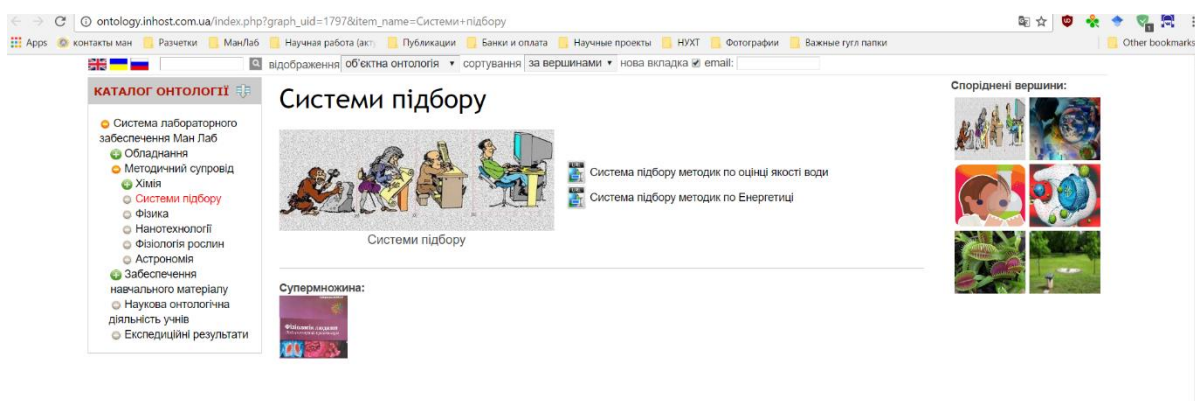 ontology.inhost.com.ua/index.php?graph_uid=1797&item_name=Системи+підбору
Apps контакты ман Разчетки Ман/Лаб Научная работа (акт Публикации Банки и оплата Научные проекты НУХТ Фотографии Важные гугл папки Other bookmarks
відображення об'єктна онтологія сортування за вершинами нова вкладка email:
КАТАЛОГ ОНТОЛОГІЇ
Система лабораторного
забеспечення Ман Лаб
Обладнання
Методичний супровід
Хімія
Системи підбору
Фізика
Нанотехнології
Фізіологія рослин
Астрономія
Забеспечення
навчального матеріалу
Наукова онтологічна
діяльність учнів
Експедиційні результати
Системи підбору
Системи підбору
Система підбору методик по оцінці якості води
Система підбору методик по Енергетиці
Супермножина:
Фізіологія людини
Споріднені вершини: